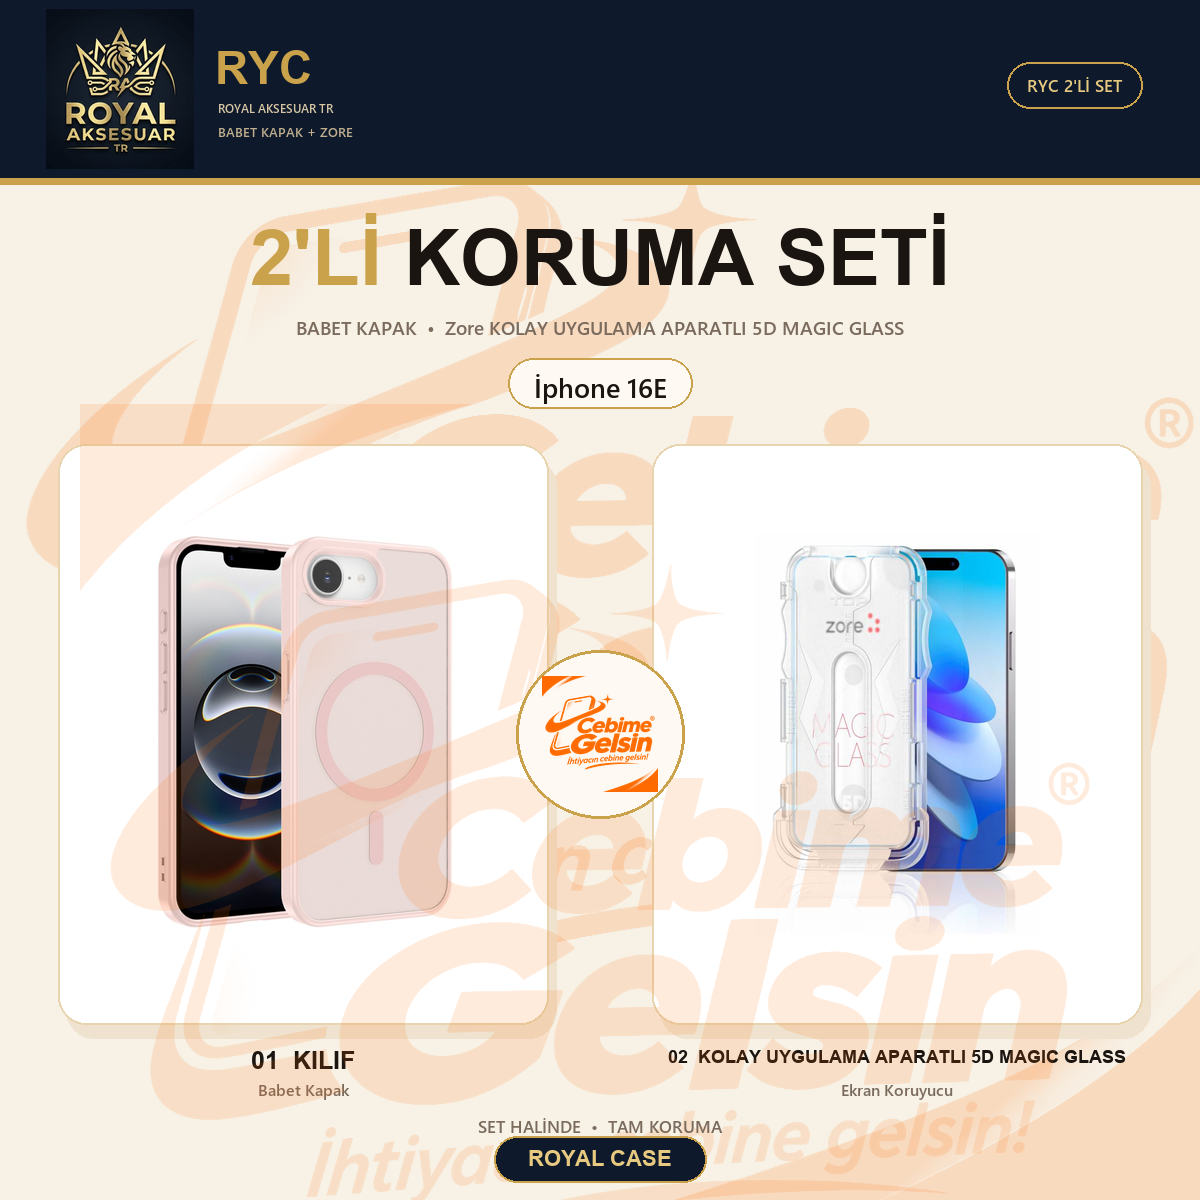 ROYAL
AKSESUAR
TR
RYC
ROYAL AKSESUAR TR
BABET KAPAK + ZORE
RYC 2'Lİ SET
2'Lİ KORUMA SETİ
BABET KAPAK • Zore KOLAY UYGULAMA APARATLI 5D MAGIC GLASS
İphone 16E
zore
MAGIC
GLASS
5D
Cebime
Gelsin
İhtiyacın cebine gelsin!
Cebime®
Gelsin
01 KILIF
Babet Kapak
02 KOLAY UYGULAMA APARATLI 5D MAGIC GLASS
Ekran Koruyucu
SET HALİNDE • TAM KORUMA
ROYAL CASE